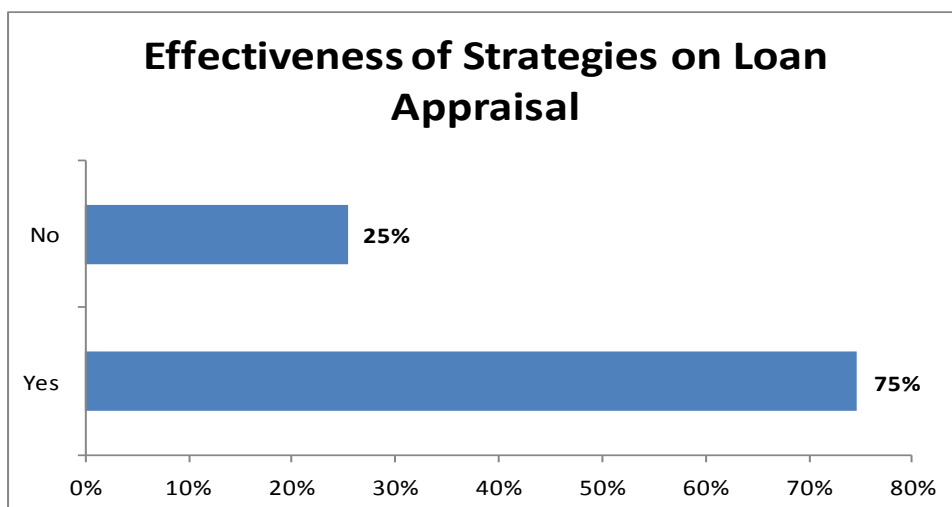 Effectiveness of Strategies on Loan
Appraisal
No
25%
Yes
75%
0% 10% 20% 30% 40% 50% 60% 70% 80%